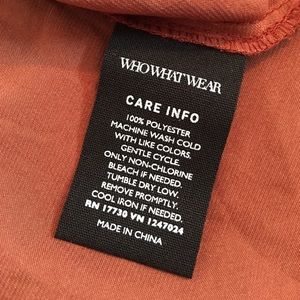 WHO WHAT WEAR
CARE INFO
100% POLYESTER
MACHINE WASH COLD
WITH LIKE COLORS.
GENTLE CYCLE.
ONLY NON-CHLORINE
BLEACH IF NEEDED.
TUMBLE DRY LOW.
REMOVE PROMPTLY.
COOL IRON IF NEEDED.
RN 17730 VN 1247024
MADE IN CHINA